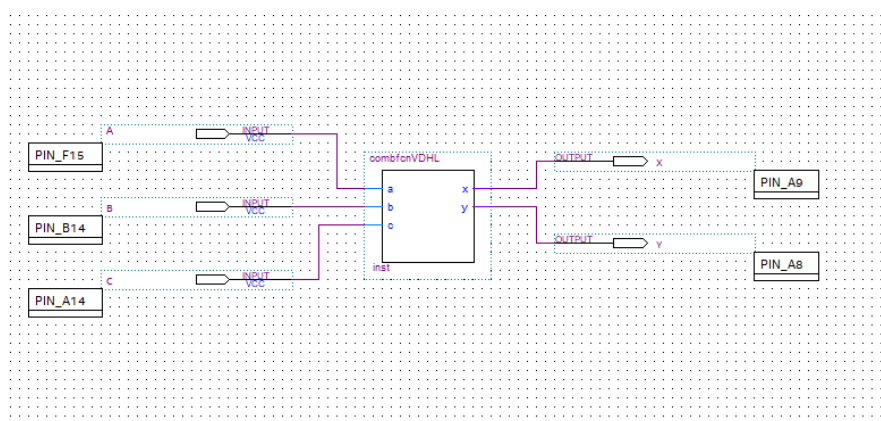 A
INPUT
VCC
PIN_F15
combfcnVDHL
OUTPUT
X
PIN_A9
a
x
B
INPUT
VCC
b
y
PIN_B14
c
OUTPUT
Y
PIN_A8
inst
C
INPUT
VCC
PIN_A14